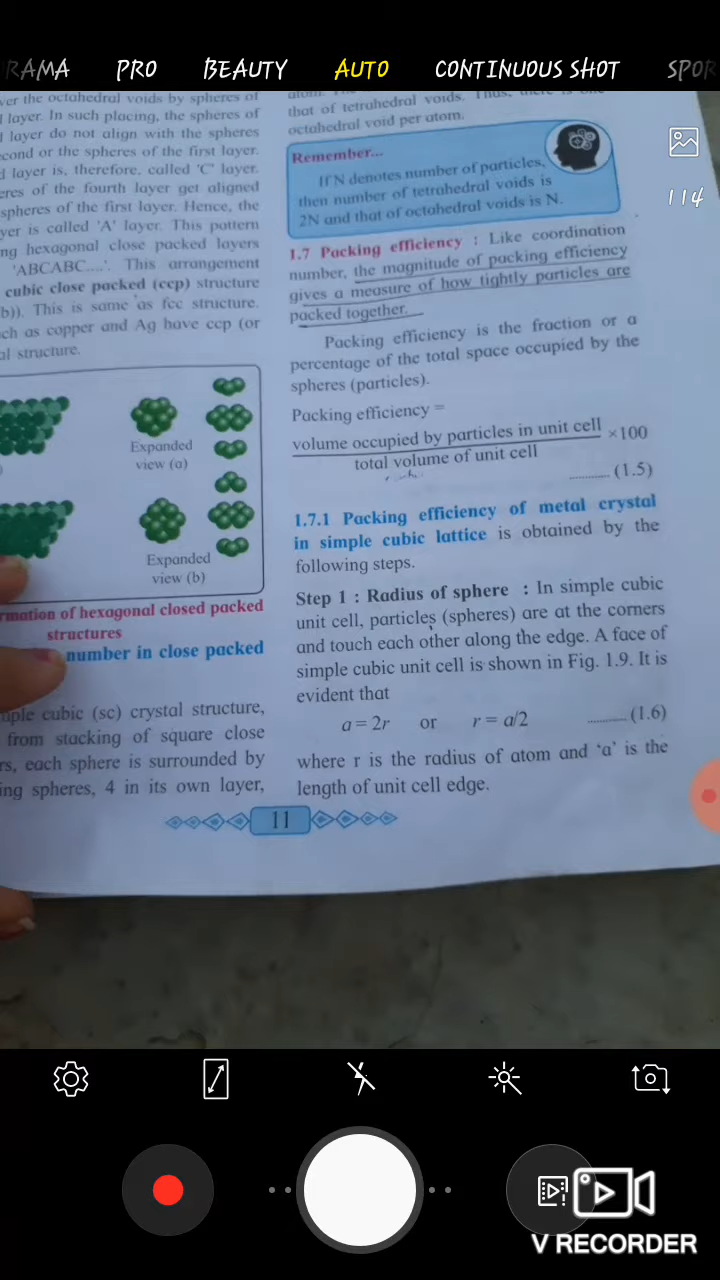 RAMA PRO BEAUTY AUTO CONTINUOUS SHOT SPOR
114
ver the octahedral voids by spheres of
layer. In such placing, the spheres of
layer do not align with the spheres
cond or the spheres of the first layer.
layer is, therefore, called 'C' layer.
eres of the fourth layer get aligned
spheres of the first layer. Hence, the
yer is called 'A' layer. This pattern
ng hexagonal close packed layers
'ABCABC....'. This arrangement
cubic close packed (ccp) structure
(b)). This is same as fcc structure.
ch as copper and Ag have ccp (or
al structure.
Expanded
view (a)
Expanded
view (b)
rmation of hexagonal closed packed
structures
number in close packed
ple cubic (sc) crystal structure,
from stacking of square close
rs, each sphere is surrounded by
ing spheres, 4 in its own layer,
that of tetrahedral voids. Thus, there is one
octahedral void per atom.
Remember...
If N denotes number of particles,
then number of tetrahedral voids is
2N and that of octahedral voids is N.
1.7 Packing efficiency : Like coordination
number, the magnitude of packing efficiency
gives a measure of how tightly particles are
packed together.
Packing efficiency is the fraction or a
percentage of the total space occupied by the
spheres (particles).
Packing efficiency =
volume occupied by particles in unit cell ×100
total volume of unit cell
........... (1.5)
1.7.1 Packing efficiency of metal crystal
in simple cubic lattice is obtained by the
following steps.
Step 1 : Radius of sphere : In simple cubic
unit cell, particles (spheres) are at the corners
and touch each other along the edge. A face of
simple cubic unit cell is shown in Fig. 1.9. It is
evident that
a = 2r or r = a/2 ........... (1.6)
where r is the radius of atom and 'a' is the
length of unit cell edge.
11
V RECORDER